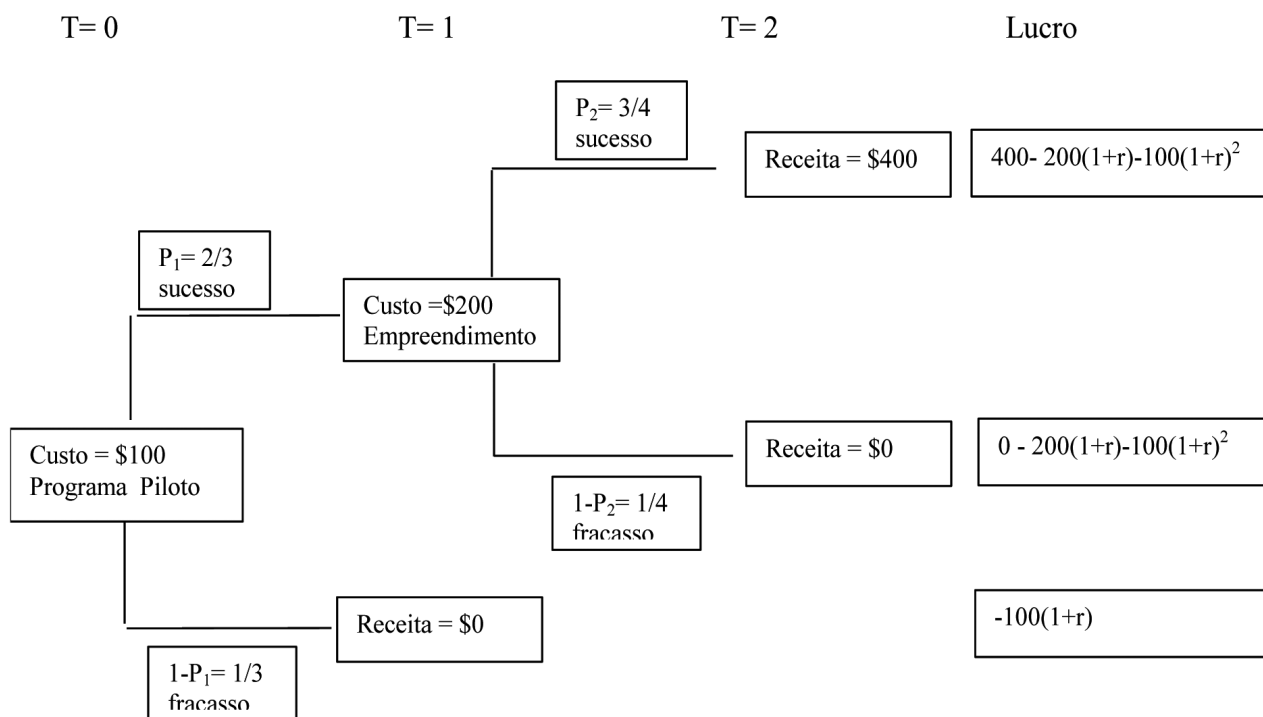 T= 0 T= 1 T= 2 Lucro
P₂= 3/4
sucesso
Receita = $400
400- 200(1+r)-100(1+r)²
P₁= 2/3
sucesso
Custo =$200
Empreendimento
Custo = $100
Programa Piloto
Receita = $0
0 - 200(1+r)-100(1+r)²
1-P₂= 1/4
fracasso
Receita = $0
-100(1+r)
1-P₁= 1/3
fracasso